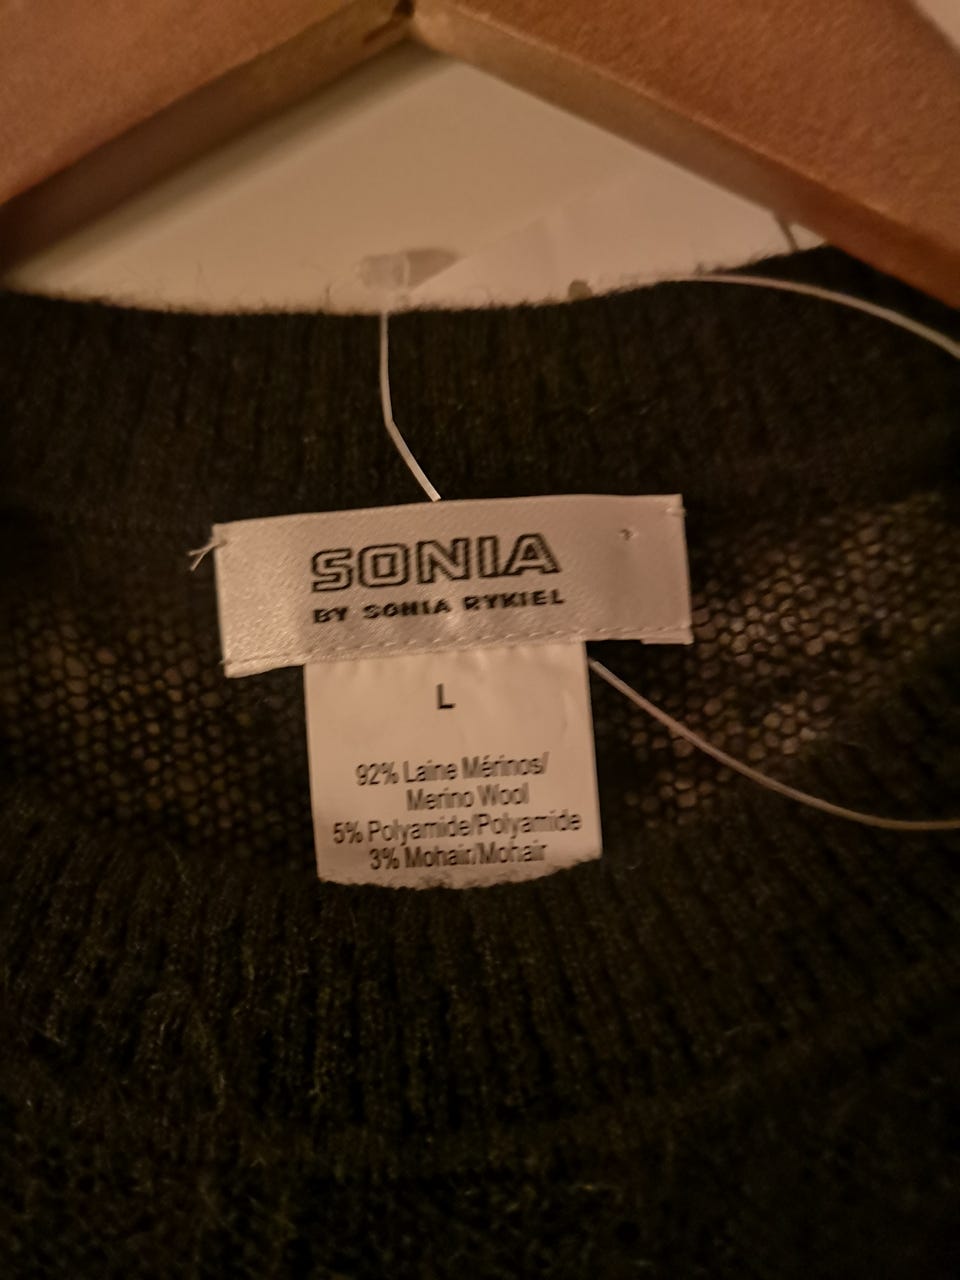 SONIA
BY SONIA RYKIEL
L
92% Laine Mérinos/
Merino Wool
5% Polyamide/Polyamide
3% Mohair/Mohair